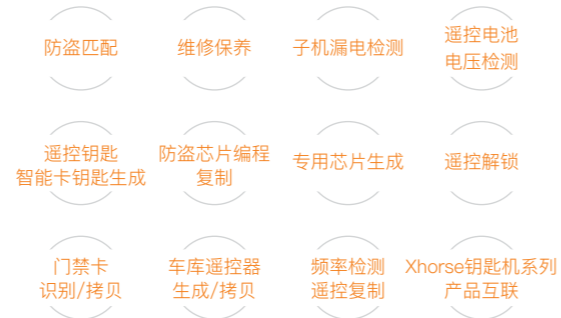 防盗匹配
维修保养
子机漏电检测
遥控电池
电压检测
遥控钥匙
智能卡钥匙生成
防盗芯片编程
复制
专用芯片生成
遥控解锁
门禁卡
识别/拷贝
车库遥控器
生成/拷贝
频率检测
遥控复制
Xhorse钥匙机系列
产品互联